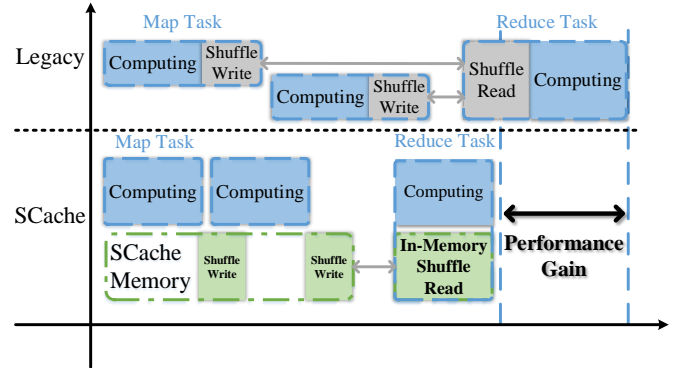 Map Task
Reduce Task
Legacy
Computing
Shuffle
Write
Computing
Shuffle
Write
Shuffle
Read
Computing
Map Task
Reduce Task
SCache
Computing
Computing
Computing
SCache
Memory
Shuffle
Write
Shuffle
Write
In-Memory
Shuffle
Read
Performance
Gain